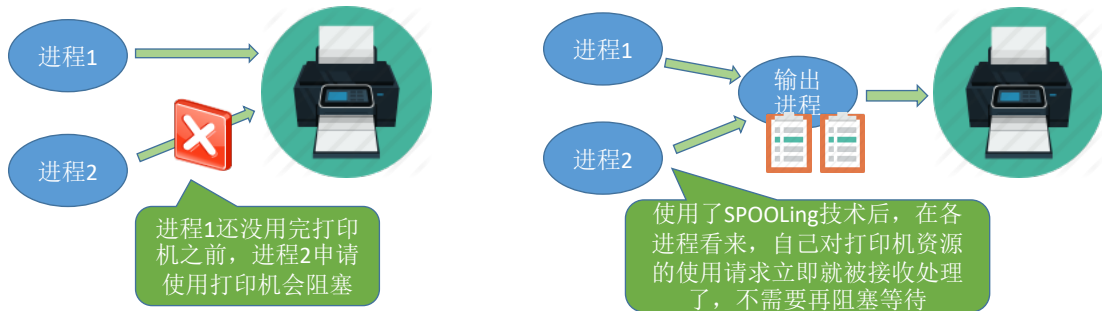 进程1
进程2
进程1还没用完打印
机之前，进程2申请
使用打印机会阻塞
进程1
进程2
输出
进程
使用了SPOOLing技术后，在各
进程看来，自己对打印机资源
的使用请求立即就被接收处理
了，不需要再阻塞等待